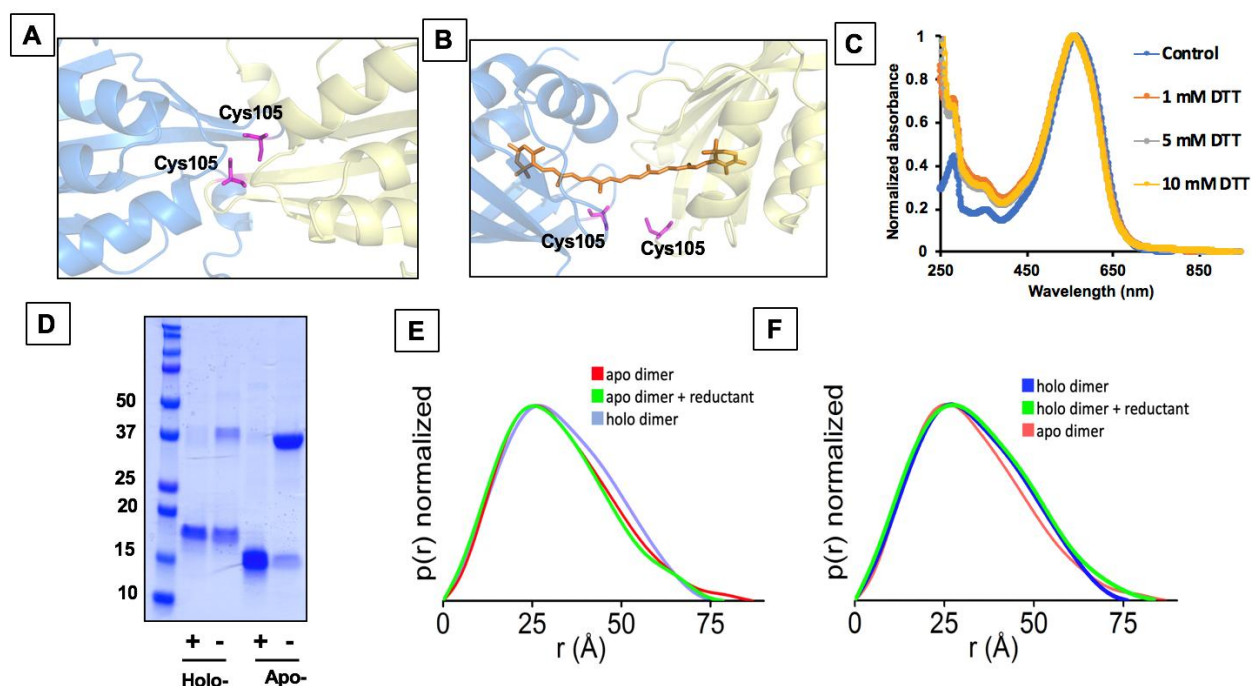 A
Cys105
Cys105
B
Cys105
Cys105
C
Normalized absorbance
1
0.8
0.6
0.4
0.2
0
250
450
650
850
Wavelength (nm)
Control
1 mM DTT
5 mM DTT
10 mM DTT
D
50
37
25
20
15
10
+ - + -
Holo- Apo-
E
p(r) normalized
apo dimer
apo dimer + reductant
holo dimer
0 25 50 75
r (Å)
F
p(r) normalized
holo dimer
holo dimer + reductant
apo dimer
0 25 50 75
r (Å)